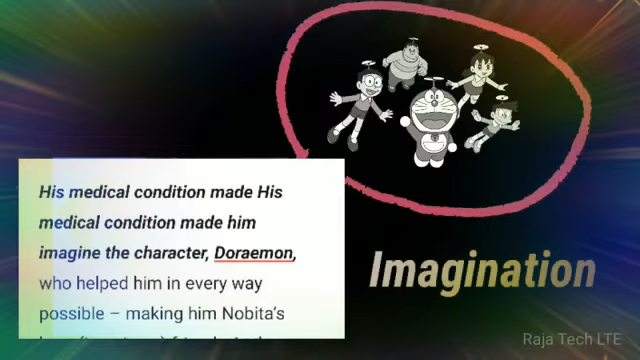 His medical condition made His
medical condition made him
imagine the character, Doraemon,
who helped him in every way
possible – making him Nobita's
Imagination
Raja Tech LTE